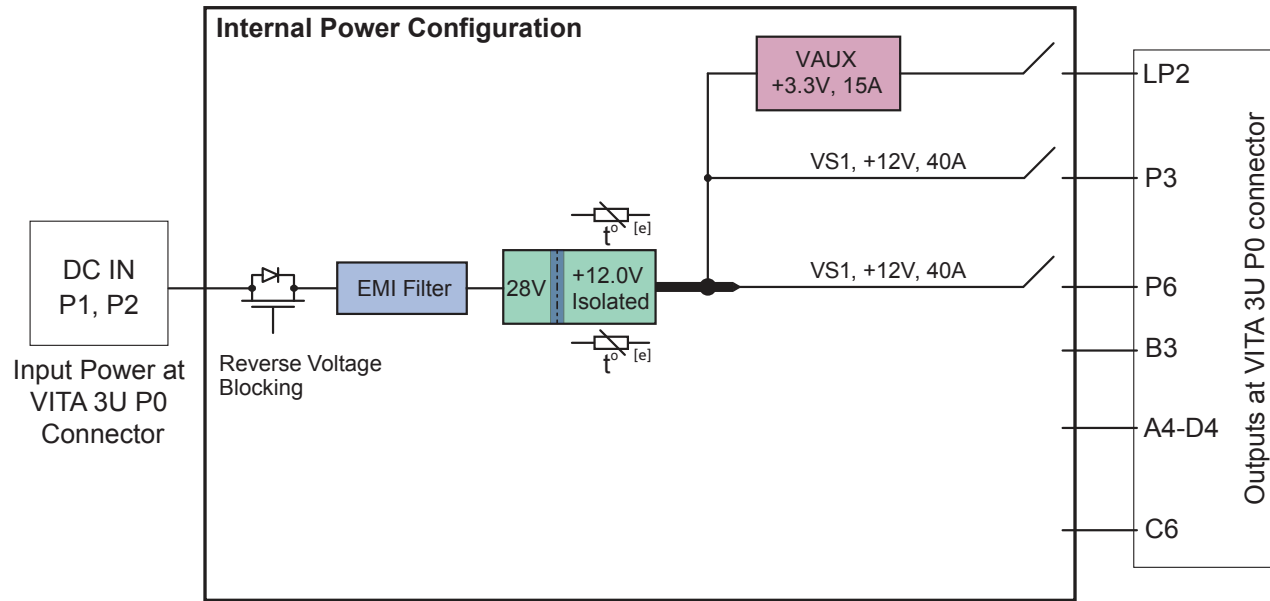 Internal Power Configuration
VAUX
+3.3V, 15A
LP2
VS1, +12V, 40A
P3
DC IN
P1, P2
Input Power at
VITA 3U P0
Connector
Reverse Voltage
Blocking
EMI Filter
28V
+12.0V
Isolated
t° [e]
t° [e]
VS1, +12V, 40A
P6
B3
A4-D4
C6
Outputs at VITA 3U P0 connector